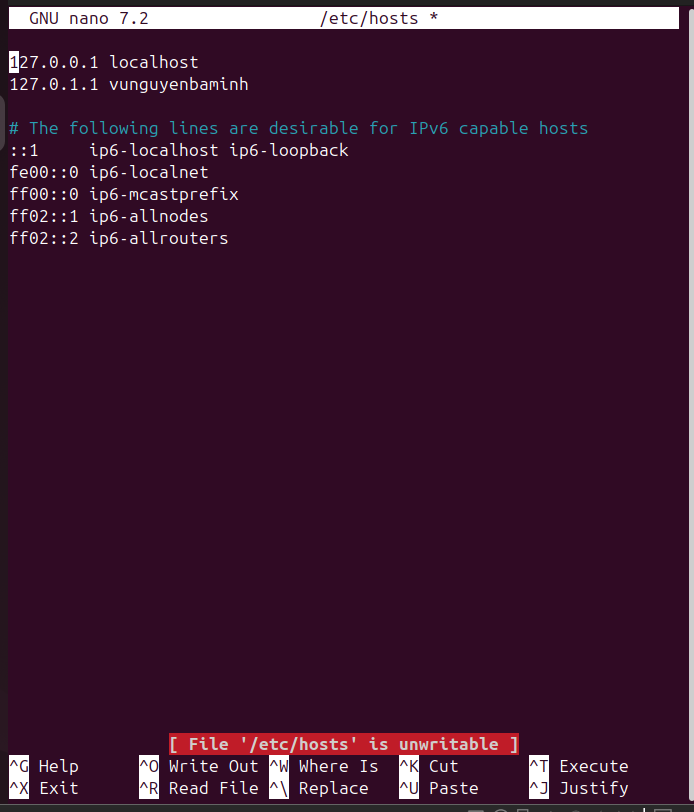 GNU nano 7.2 /etc/hosts *
127.0.0.1 localhost
127.0.1.1 vunguyenbaminh
# The following lines are desirable for IPv6 capable hosts
::1     ip6-localhost ip6-loopback
fe00::0 ip6-localnet
ff00::0 ip6-mcastprefix
ff02::1 ip6-allnodes
ff02::2 ip6-allrouters
[ File '/etc/hosts' is unwritable ]
^G Help ^O Write Out ^W Where Is ^K Cut ^T Execute
^X Exit ^R Read File ^\ Replace ^U Paste ^J Justify